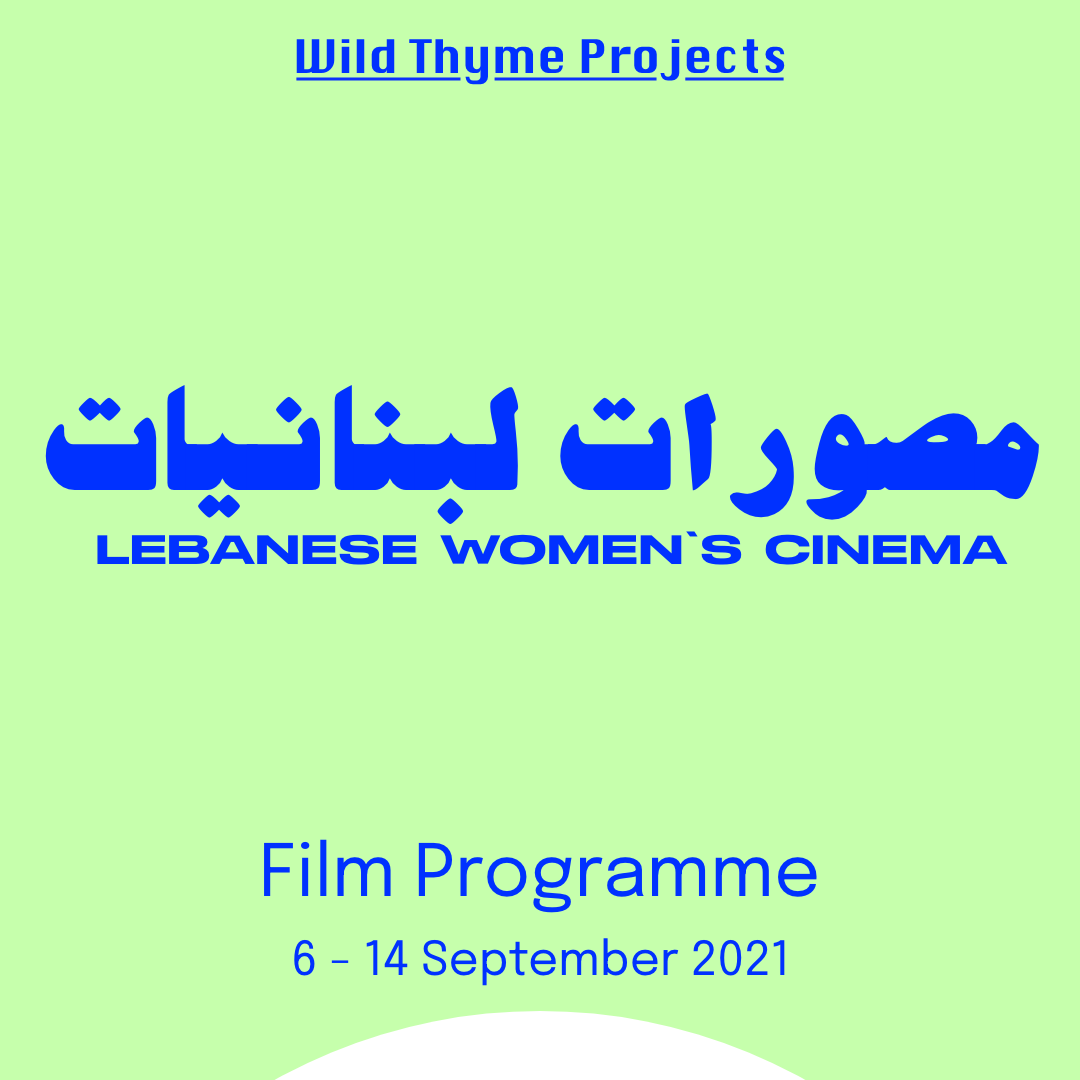 Wild Thyme Projects
مصورات لبنانيات
LEBANESE WOMEN`S CINEMA
Film Programme
6 – 14 September 2021